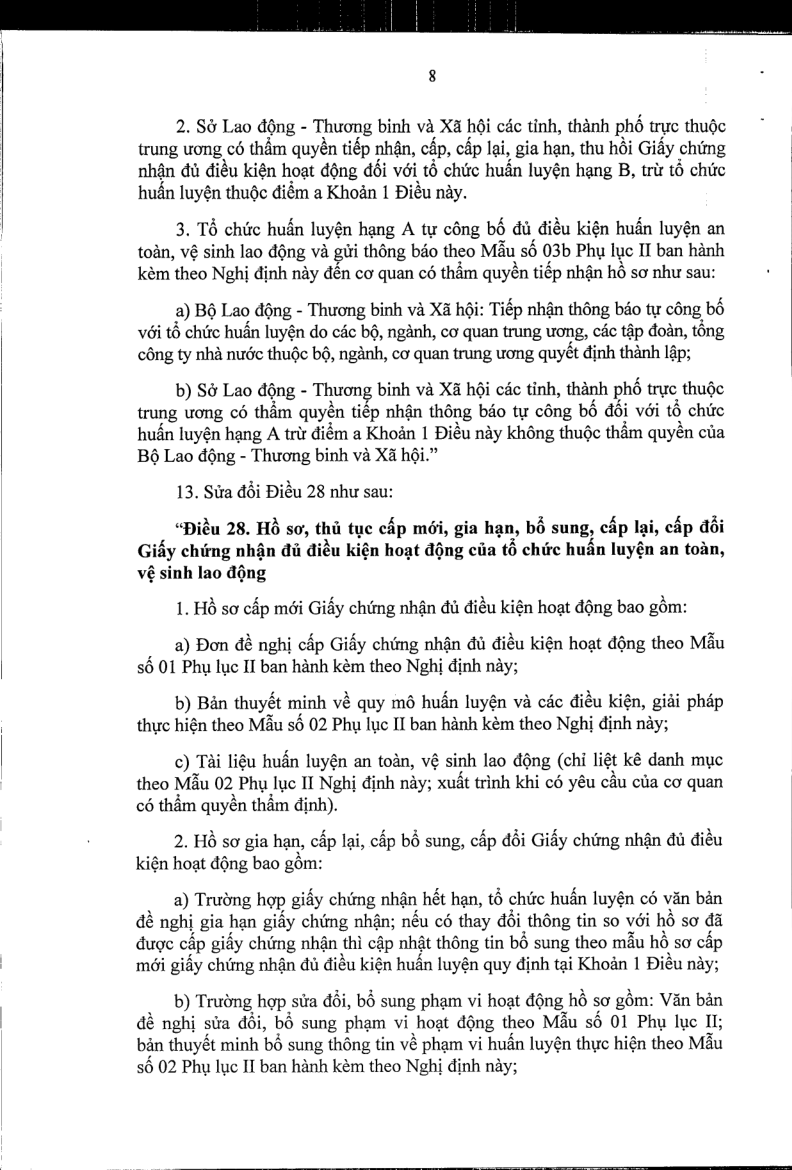 8
2. Sở Lao động - Thương binh và Xã hội các tỉnh, thành phố trực thuộc
trung ương có thẩm quyền tiếp nhận, cấp, cấp lại, gia hạn, thu hồi Giấy chứng
nhận đủ điều kiện hoạt động đối với tổ chức huấn luyện hạng B, trừ tổ chức
huấn luyện thuộc điểm a Khoản 1 Điều này.
3. Tổ chức huấn luyện hạng A tự công bố đủ điều kiện huấn luyện an
toàn, vệ sinh lao động và gửi thông báo theo Mẫu số 03b Phụ lục II ban hành
kèm theo Nghị định này đến cơ quan có thẩm quyền tiếp nhận hồ sơ như sau:
a) Bộ Lao động - Thương binh và Xã hội: Tiếp nhận thông báo tự công bố
với tổ chức huấn luyện do các bộ, ngành, cơ quan trung ương, các tập đoàn, tổng
công ty nhà nước thuộc bộ, ngành, cơ quan trung ương quyết định thành lập;
b) Sở Lao động - Thương binh và Xã hội các tỉnh, thành phố trực thuộc
trung ương có thẩm quyền tiếp nhận thông báo tự công bố đối với tổ chức
huấn luyện hạng A trừ điểm a Khoản 1 Điều này không thuộc thẩm quyền của
Bộ Lao động - Thương binh và Xã hội.”
13. Sửa đổi Điều 28 như sau:
“Điều 28. Hồ sơ, thủ tục cấp mới, gia hạn, bổ sung, cấp lại, cấp đổi
Giấy chứng nhận đủ điều kiện hoạt động của tổ chức huấn luyện an toàn,
vệ sinh lao động
1. Hồ sơ cấp mới Giấy chứng nhận đủ điều kiện hoạt động bao gồm:
a) Đơn đề nghị cấp Giấy chứng nhận đủ điều kiện hoạt động theo Mẫu
số 01 Phụ lục II ban hành kèm theo Nghị định này;
b) Bản thuyết minh về quy mô huấn luyện và các điều kiện, giải pháp
thực hiện theo Mẫu số 02 Phụ lục II ban hành kèm theo Nghị định này;
c) Tài liệu huấn luyện an toàn, vệ sinh lao động (chỉ liệt kê danh mục
theo Mẫu 02 Phụ lục II Nghị định này; xuất trình khi có yêu cầu của cơ quan
có thẩm quyền thẩm định).
2. Hồ sơ gia hạn, cấp lại, cấp bổ sung, cấp đổi Giấy chứng nhận đủ điều
kiện hoạt động bao gồm:
a) Trường hợp giấy chứng nhận hết hạn, tổ chức huấn luyện có văn bản
đề nghị gia hạn giấy chứng nhận; nếu có thay đổi thông tin so với hồ sơ đã
được cấp giấy chứng nhận thì cập nhật thông tin bổ sung theo mẫu hồ sơ cấp
mới giấy chứng nhận đủ điều kiện huấn luyện quy định tại Khoản 1 Điều này;
b) Trường hợp sửa đổi, bổ sung phạm vi hoạt động hồ sơ gồm: Văn bản
đề nghị sửa đổi, bổ sung phạm vi hoạt động theo Mẫu số 01 Phụ lục II;
bản thuyết minh bổ sung thông tin về phạm vi huấn luyện thực hiện theo Mẫu
số 02 Phụ lục II ban hành kèm theo Nghị định này;